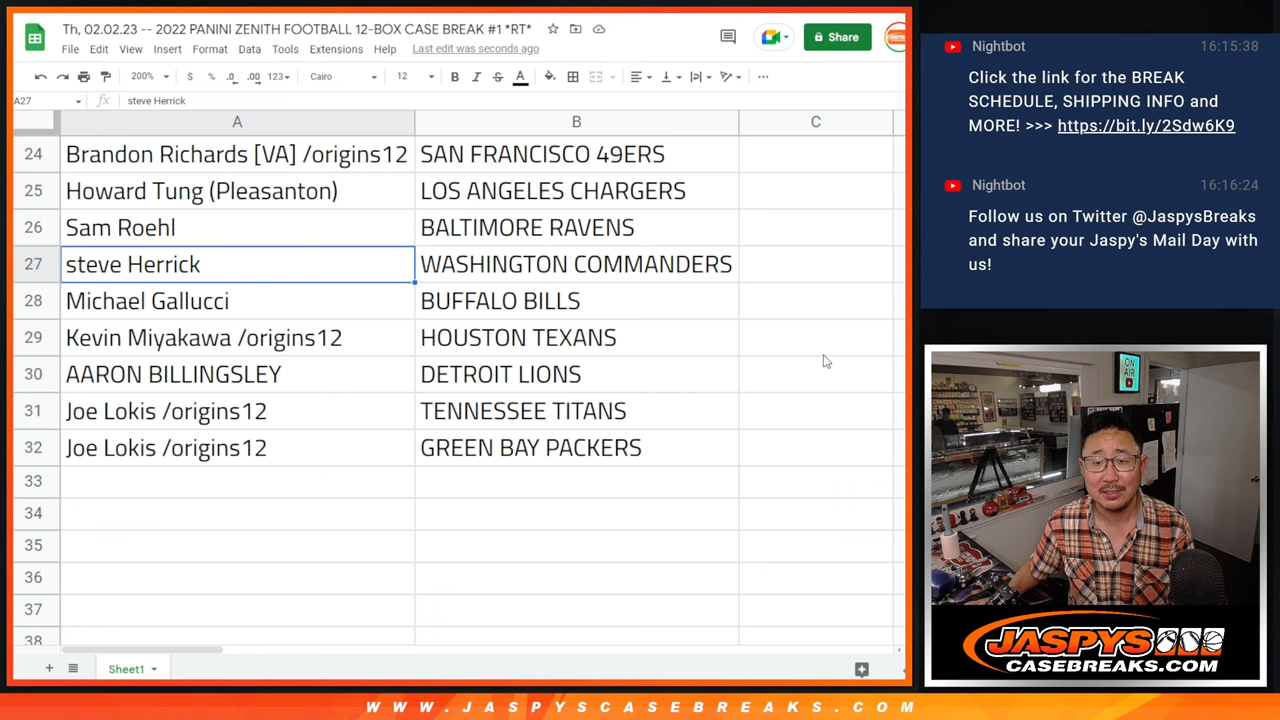 Th, 02.02.23 -- 2022 PANINI ZENITH FOOTBALL 12-BOX CASE BREAK #1 *RT*
File Edit View Insert Format Data Tools Extensions Help Last edit was seconds ago
Share
200% $ % .0 .00 123 Cairo 12 B I S A
A27 fx steve Herrick
A B C
24 Brandon Richards [VA] /origins12 SAN FRANCISCO 49ERS
25 Howard Tung (Pleasanton) LOS ANGELES CHARGERS
26 Sam Roehl BALTIMORE RAVENS
27 steve Herrick WASHINGTON COMMANDERS
28 Michael Gallucci BUFFALO BILLS
29 Kevin Miyakawa /origins12 HOUSTON TEXANS
30 AARON BILLINGSLEY DETROIT LIONS
31 Joe Lokis /origins12 TENNESSEE TITANS
32 Joe Lokis /origins12 GREEN BAY PACKERS
33
34
35
36
37
38
Sheet1
Nightbot 16:15:38
Click the link for the BREAK
SCHEDULE, SHIPPING INFO and
MORE! >>> https://bit.ly/2Sdw6K9
Nightbot 16:16:24
Follow us on Twitter @JaspysBreaks
and share your Jaspy's Mail Day with
us!
ON
AIR
JASPYS
CASEBREAKS.COM
WWW.JASPYSCASEBREAKS.COM